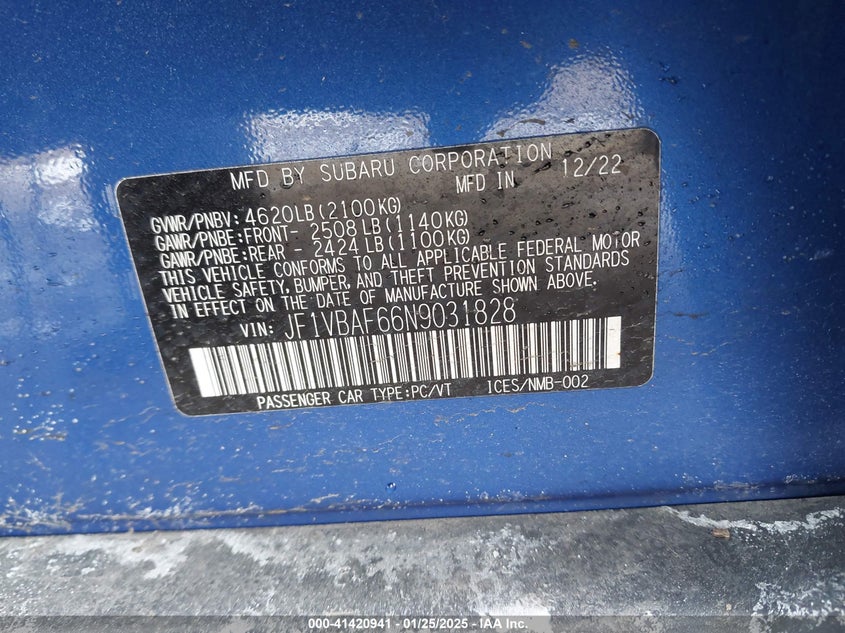 MFD BY SUBARU CORPORATION
MFD IN 12/22
GVWR/PNBV: 4620LB(2100KG)
GAWR/PNBE:FRONT- 2508LB(1140KG)
GAWR/PNBE:REAR - 2424LB(1100KG)
THIS VEHICLE CONFORMS TO ALL APPLICABLE FEDERAL MOTOR
VEHICLE SAFETY, BUMPER, AND THEFT PREVENTION STANDARDS
IN EFFECT ON THE DATE OF MANUFACTURE SHOWN ABOVE.
VIN: JF1VBAF66N9031828
PASSENGER CAR TYPE:PC/VT ICES/NMB-002
000-41420941 - 01/25/2025 - IAA Inc.